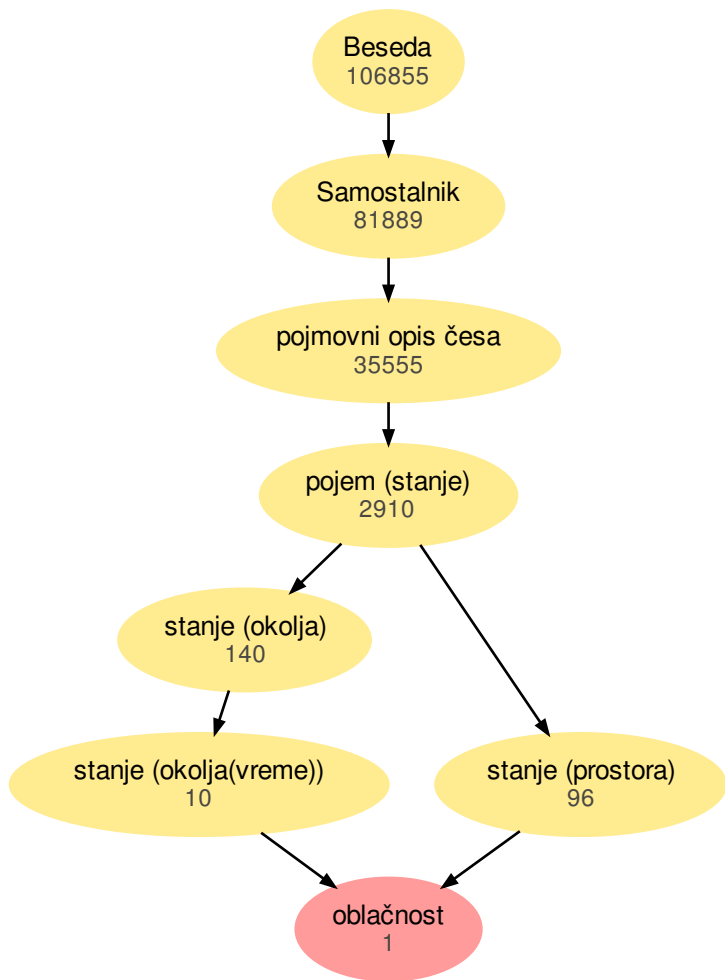 Beseda
106855
Samostalnik
81889
pojmovni opis česa
35555
pojem (stanje)
2910
stanje (okolja)
140
stanje (okolja(vreme))
10
stanje (prostora)
96
oblačnost
1